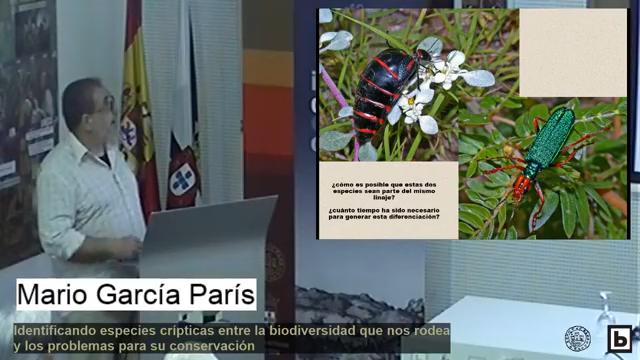 ¿cómo es posible que estas dos
especies sean parte del mismo
linaje?
¿cuánto tiempo ha sido necesario
para generar esta diferenciación?
Mario García París
Identificando especies crípticas entre la biodiversidad que nos rodea
y los problemas para su conservación
b